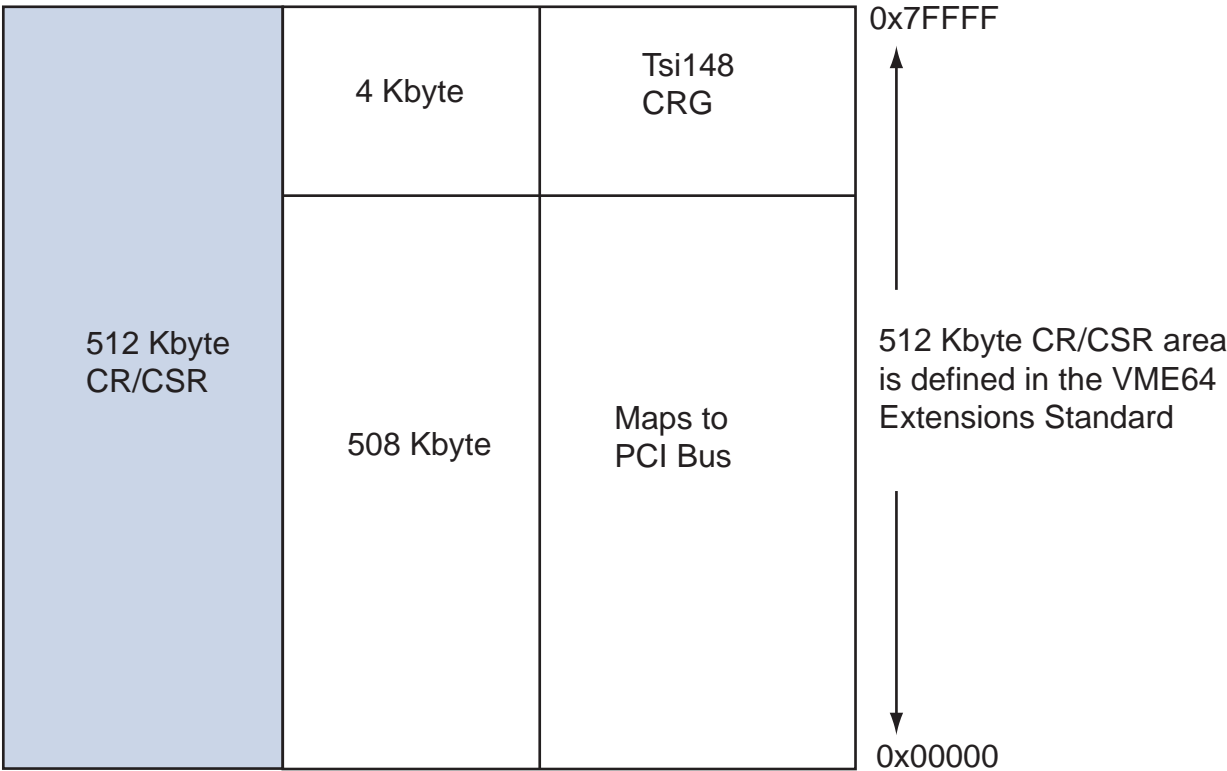 0x7FFFF
4 Kbyte
Tsi148
CRG
512 Kbyte
CR/CSR
508 Kbyte
Maps to
PCI Bus
512 Kbyte CR/CSR area
is defined in the VME64
Extensions Standard
0x00000